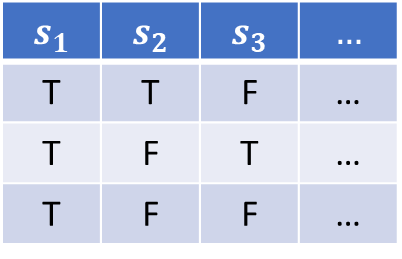 s₁ s₂ s₃ ...
T T F ...
T F T ...
T F F ...